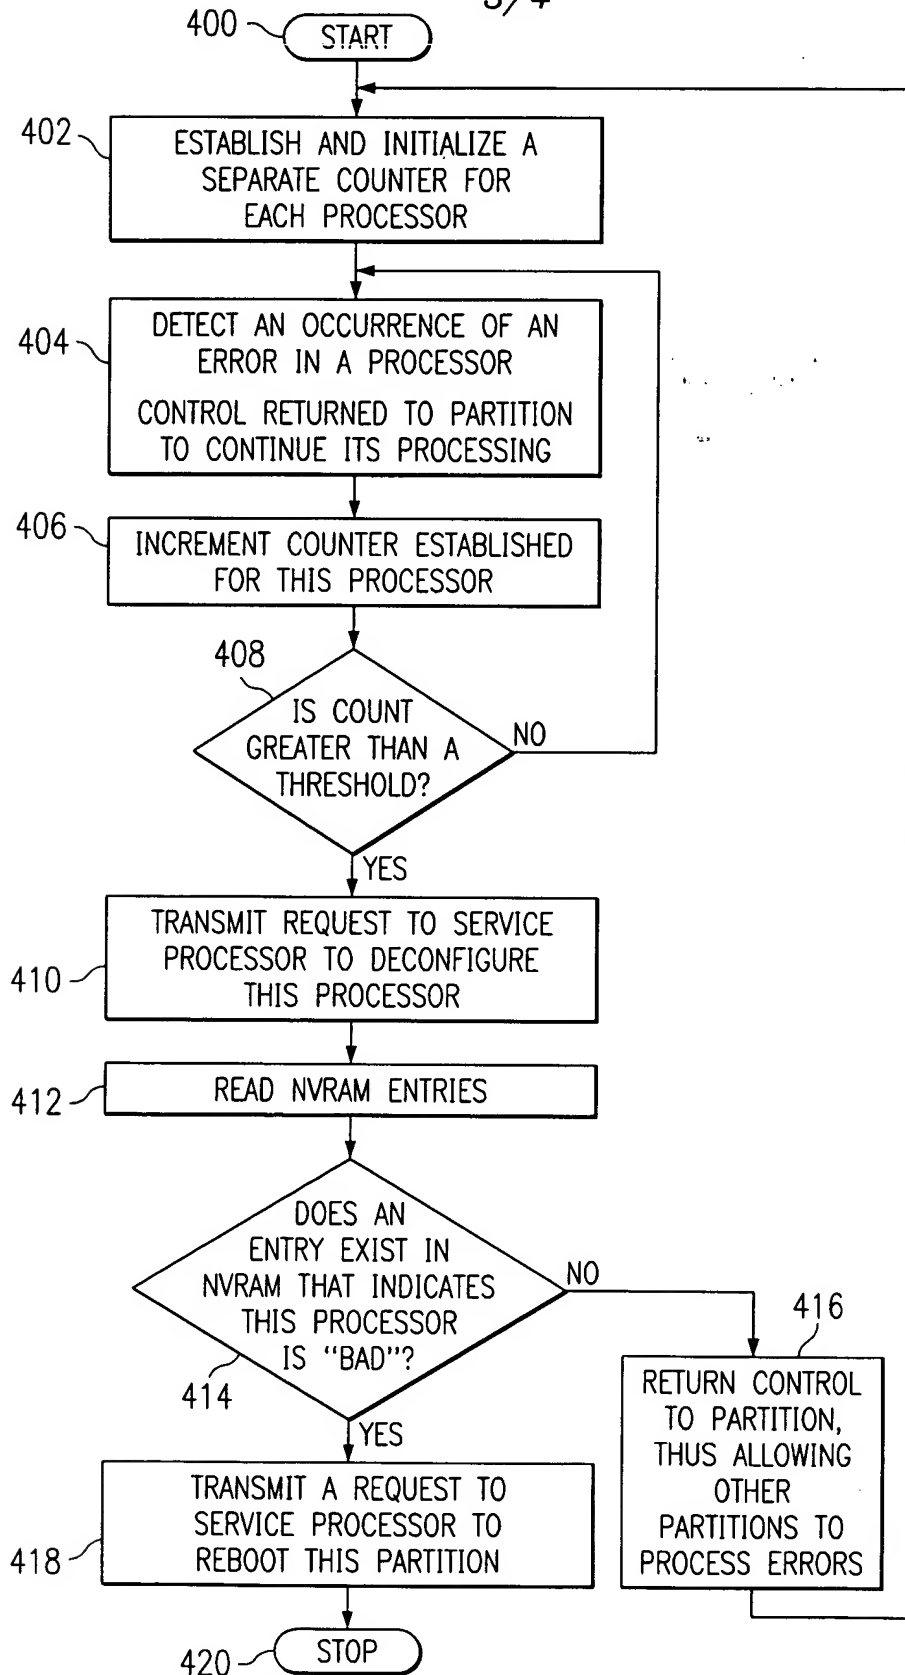 3/4
400
START
402
ESTABLISH AND INITIALIZE A
SEPARATE COUNTER FOR
EACH PROCESSOR
404
DETECT AN OCCURRENCE OF AN
ERROR IN A PROCESSOR
CONTROL RETURNED TO PARTITION
TO CONTINUE ITS PROCESSING
406
INCREMENT COUNTER ESTABLISHED
FOR THIS PROCESSOR
408
IS COUNT
GREATER THAN A
THRESHOLD?
NO
YES
410
TRANSMIT REQUEST TO SERVICE
PROCESSOR TO DECONFIGURE
THIS PROCESSOR
412
READ NVRAM ENTRIES
DOES AN
ENTRY EXIST IN
NVRAM THAT INDICATES
THIS PROCESSOR
IS "BAD"?
414
NO
YES
416
RETURN CONTROL
TO PARTITION,
THUS ALLOWING
OTHER
PARTITIONS TO
PROCESS ERRORS
418
TRANSMIT A REQUEST TO
SERVICE PROCESSOR TO
REBOOT THIS PARTITION
420
STOP